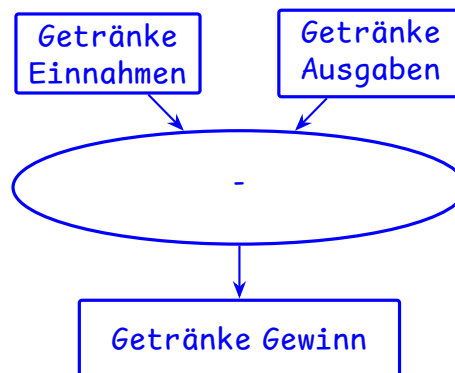 Getränke
Einnahmen
Getränke
Ausgaben
-
Getränke Gewinn